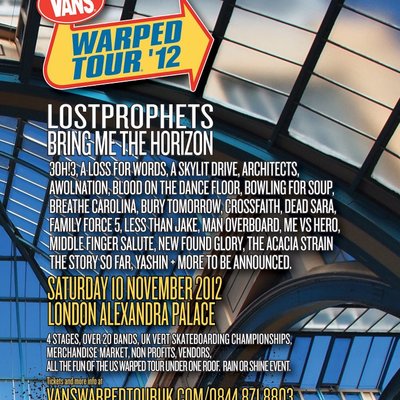 VANS
WARPED
TOUR '12
LOSTPROPHETS
BRING ME THE HORIZON
3OH!3, A LOSS FOR WORDS, A SKYLIT DRIVE, ARCHITECTS,
AWOLNATION, BLOOD ON THE DANCE FLOOR, BOWLING FOR SOUP,
BREATHE CAROLINA, BURY TOMORROW, CROSSFAITH, DEAD SARA,
FAMILY FORCE 5, LESS THAN JAKE, MAN OVERBOARD, ME VS HERO,
MIDDLE FINGER SALUTE, NEW FOUND GLORY, THE ACACIA STRAIN
THE STORY SO FAR, YASHIN + MORE TO BE ANNOUNCED.
SATURDAY 10 NOVEMBER 2012
LONDON ALEXANDRA PALACE
4 STAGES, OVER 20 BANDS, UK VERT SKATEBOARDING CHAMPIONSHIPS,
MERCHANDISE MARKET, NON PROFITS, VENDORS,
ALL THE FUN OF THE US WARPED TOUR UNDER ONE ROOF. RAIN OR SHINE EVENT.
Tickets and more info at
VANSWARPEDTOURUK.COM/0844 871 8803